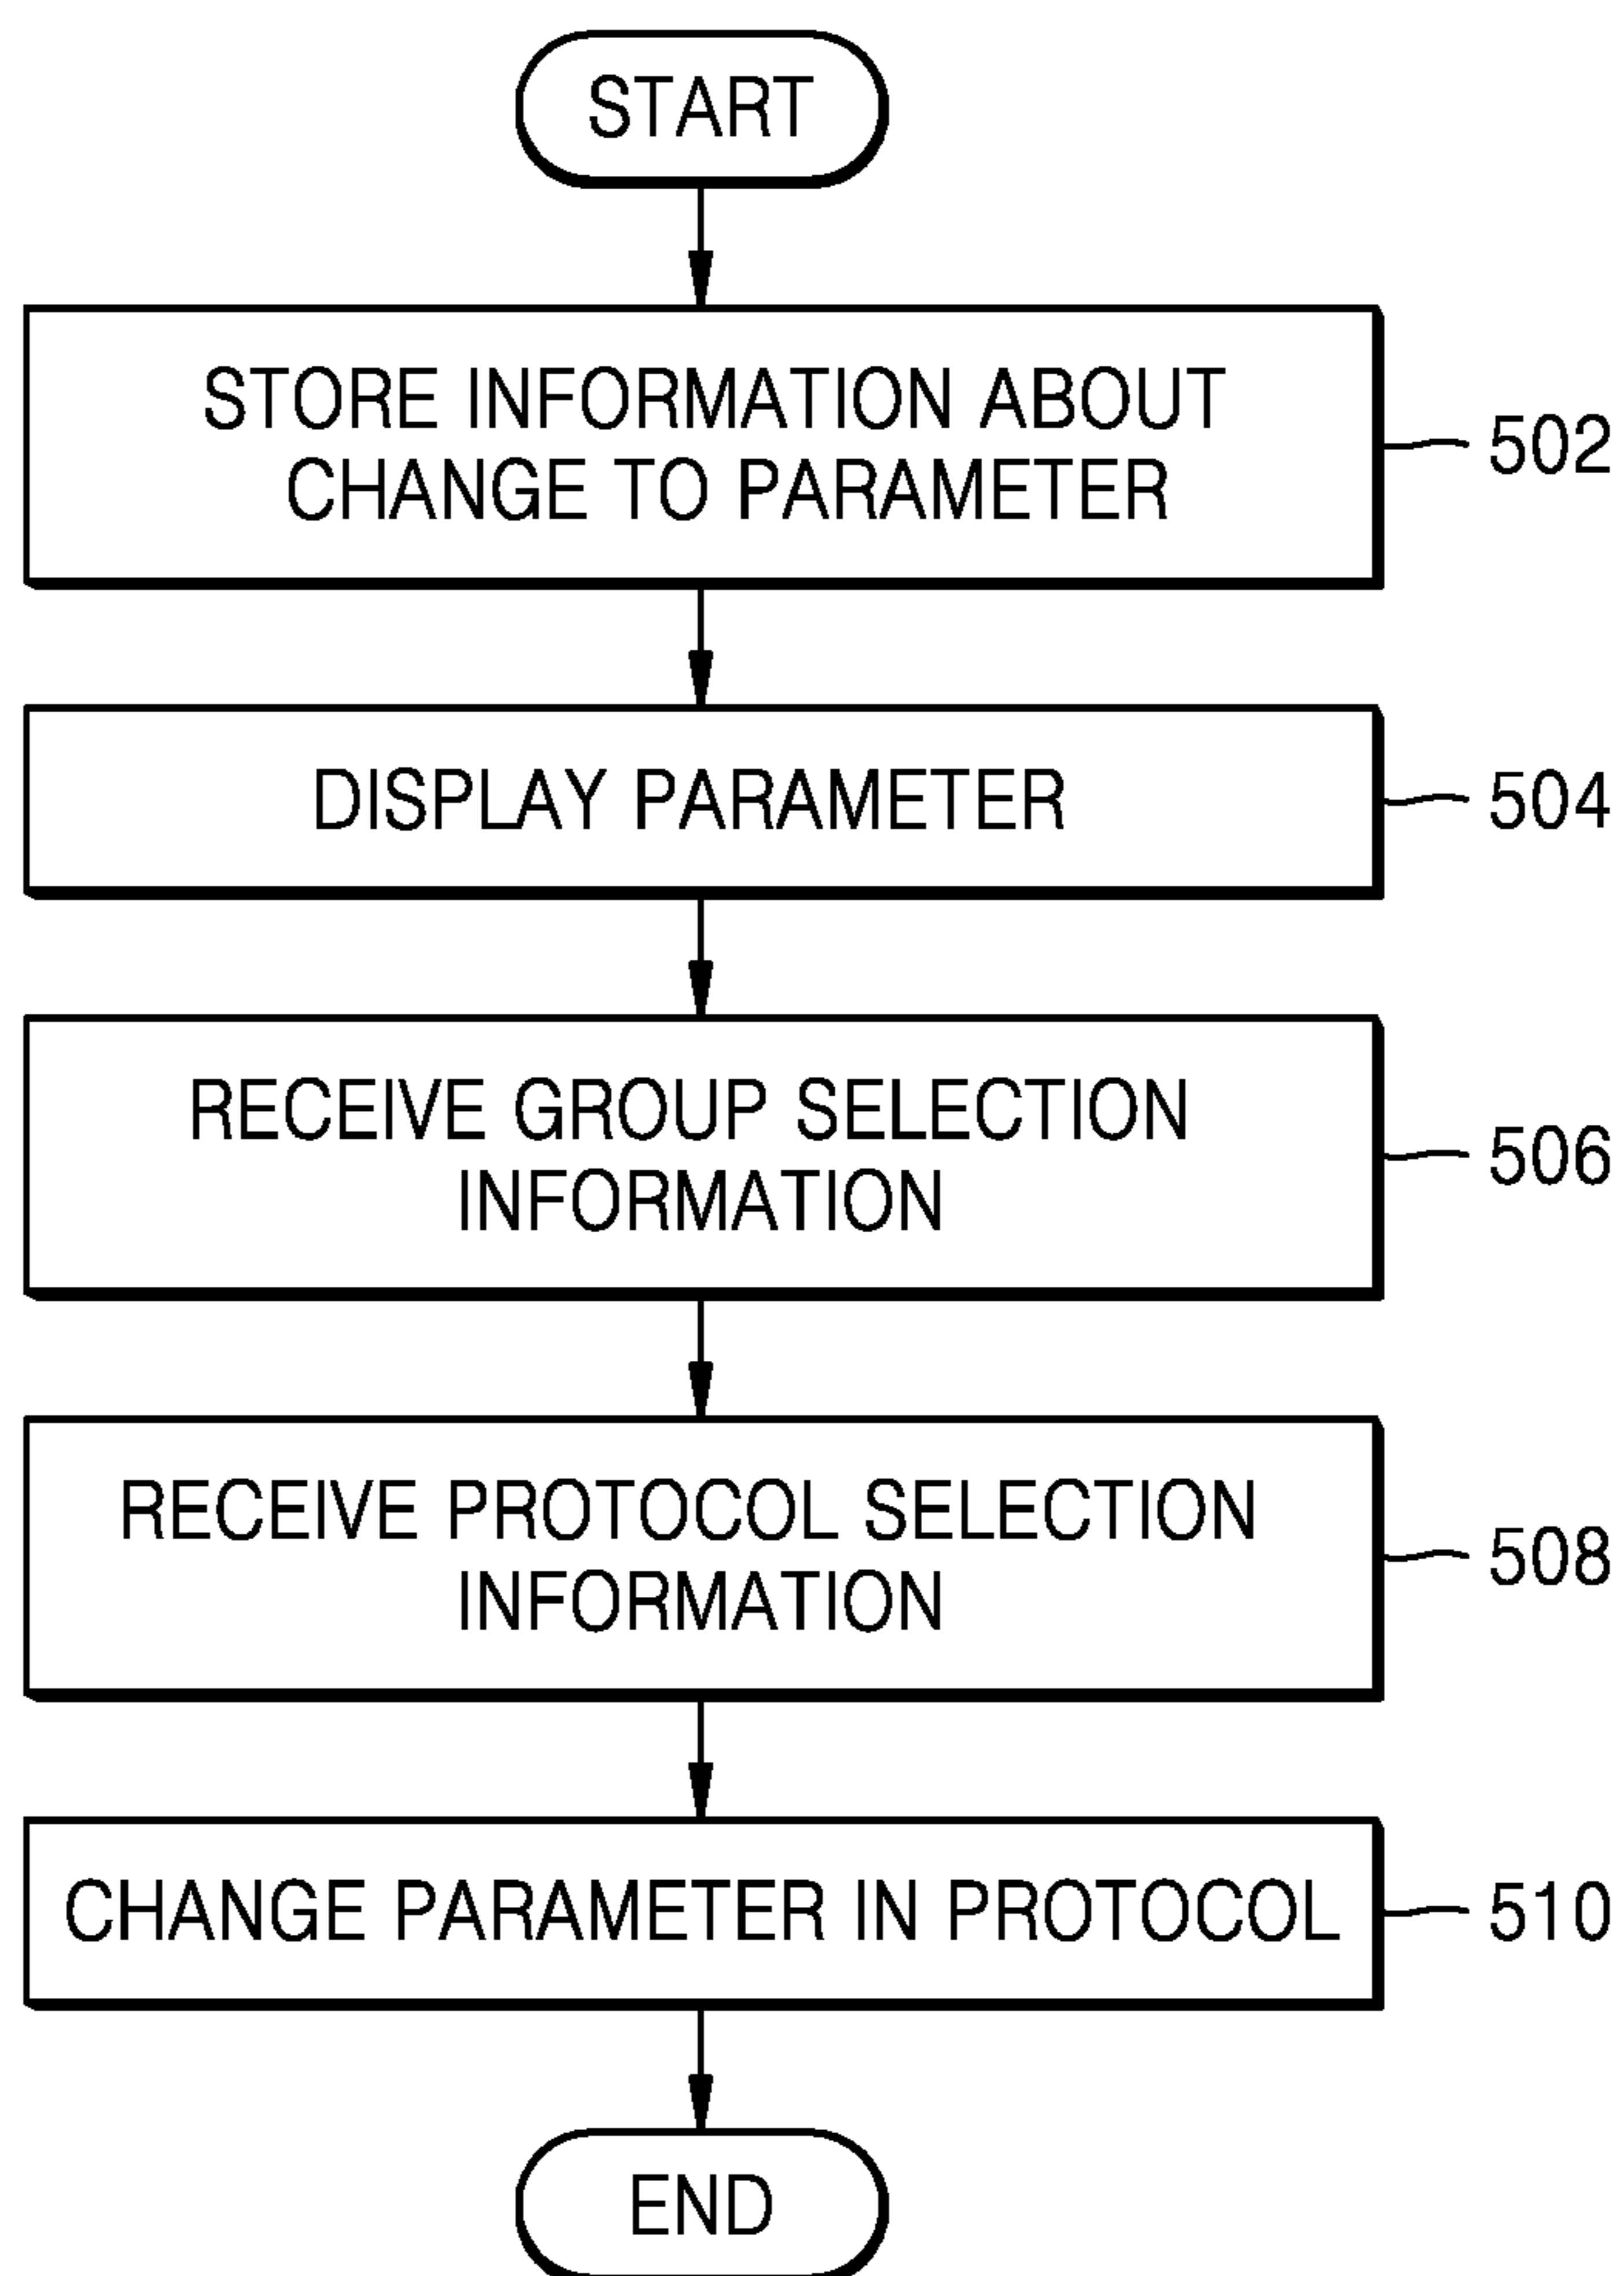 START
STORE INFORMATION ABOUT
CHANGE TO PARAMETER
502
DISPLAY PARAMETER
504
RECEIVE GROUP SELECTION
INFORMATION
506
RECEIVE PROTOCOL SELECTION
INFORMATION
508
CHANGE PARAMETER IN PROTOCOL
510
END